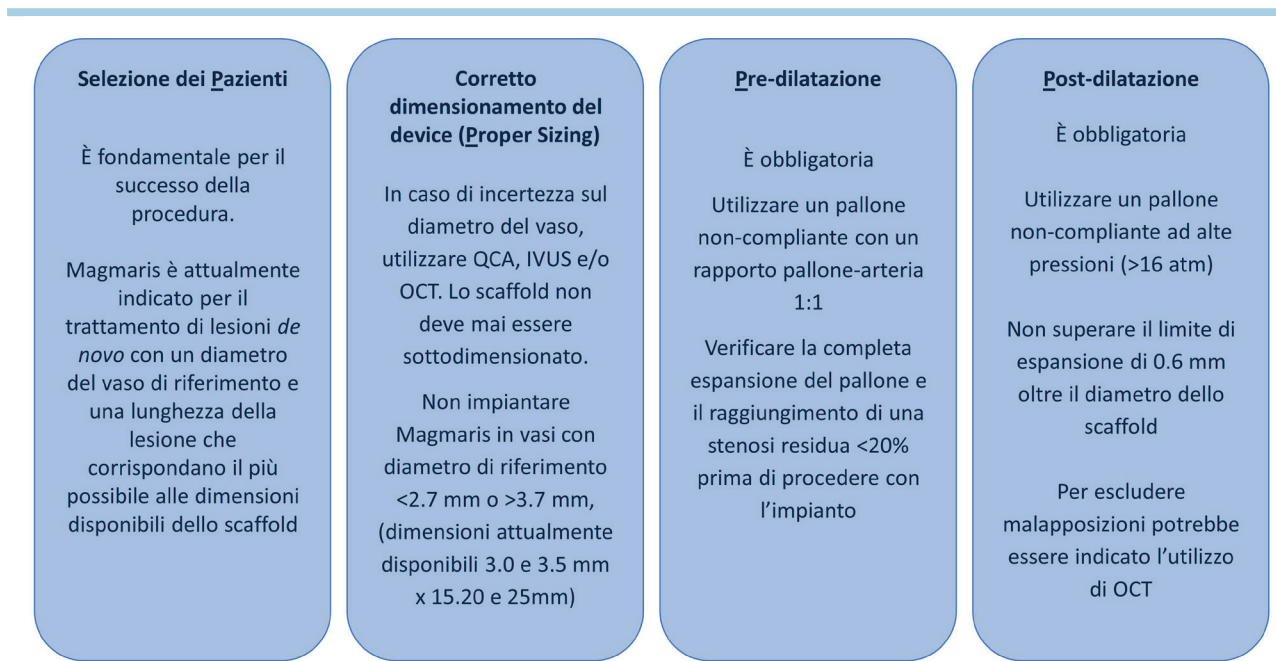 Selezione dei Pazienti
È fondamentale per il
successo della
procedura.
Magmaris è attualmente
indicato per il
trattamento di lesioni de
novo con un diametro
del vaso di riferimento e
una lunghezza della
lesione che
corrispondano il più
possibile alle dimensioni
disponibili dello scaffold
Corretto
dimensionamento del
device (Proper Sizing)
In caso di incertezza sul
diametro del vaso,
utilizzare QCA, IVUS e/o
OCT. Lo scaffold non
deve mai essere
sottodimensionato.
Non impiantare
Magmaris in vasi con
diametro di riferimento
<2.7 mm o >3.7 mm,
(dimensioni attualmente
disponibili 3.0 e 3.5 mm
x 15.20 e 25mm)
Pre-dilatazione
È obbligatoria
Utilizzare un pallone
non-compliante con un
rapporto pallone-arteria
1:1
Verificare la completa
espansione del pallone e
il raggiungimento di una
stenosi residua <20%
prima di procedere con
l’impianto
Post-dilatazione
È obbligatoria
Utilizzare un pallone
non-compliante ad alte
pressioni (>16 atm)
Non superare il limite di
espansione di 0.6 mm
oltre il diametro dello
scaffold
Per escludere
malapposizioni potrebbe
essere indicato l’utilizzo
di OCT